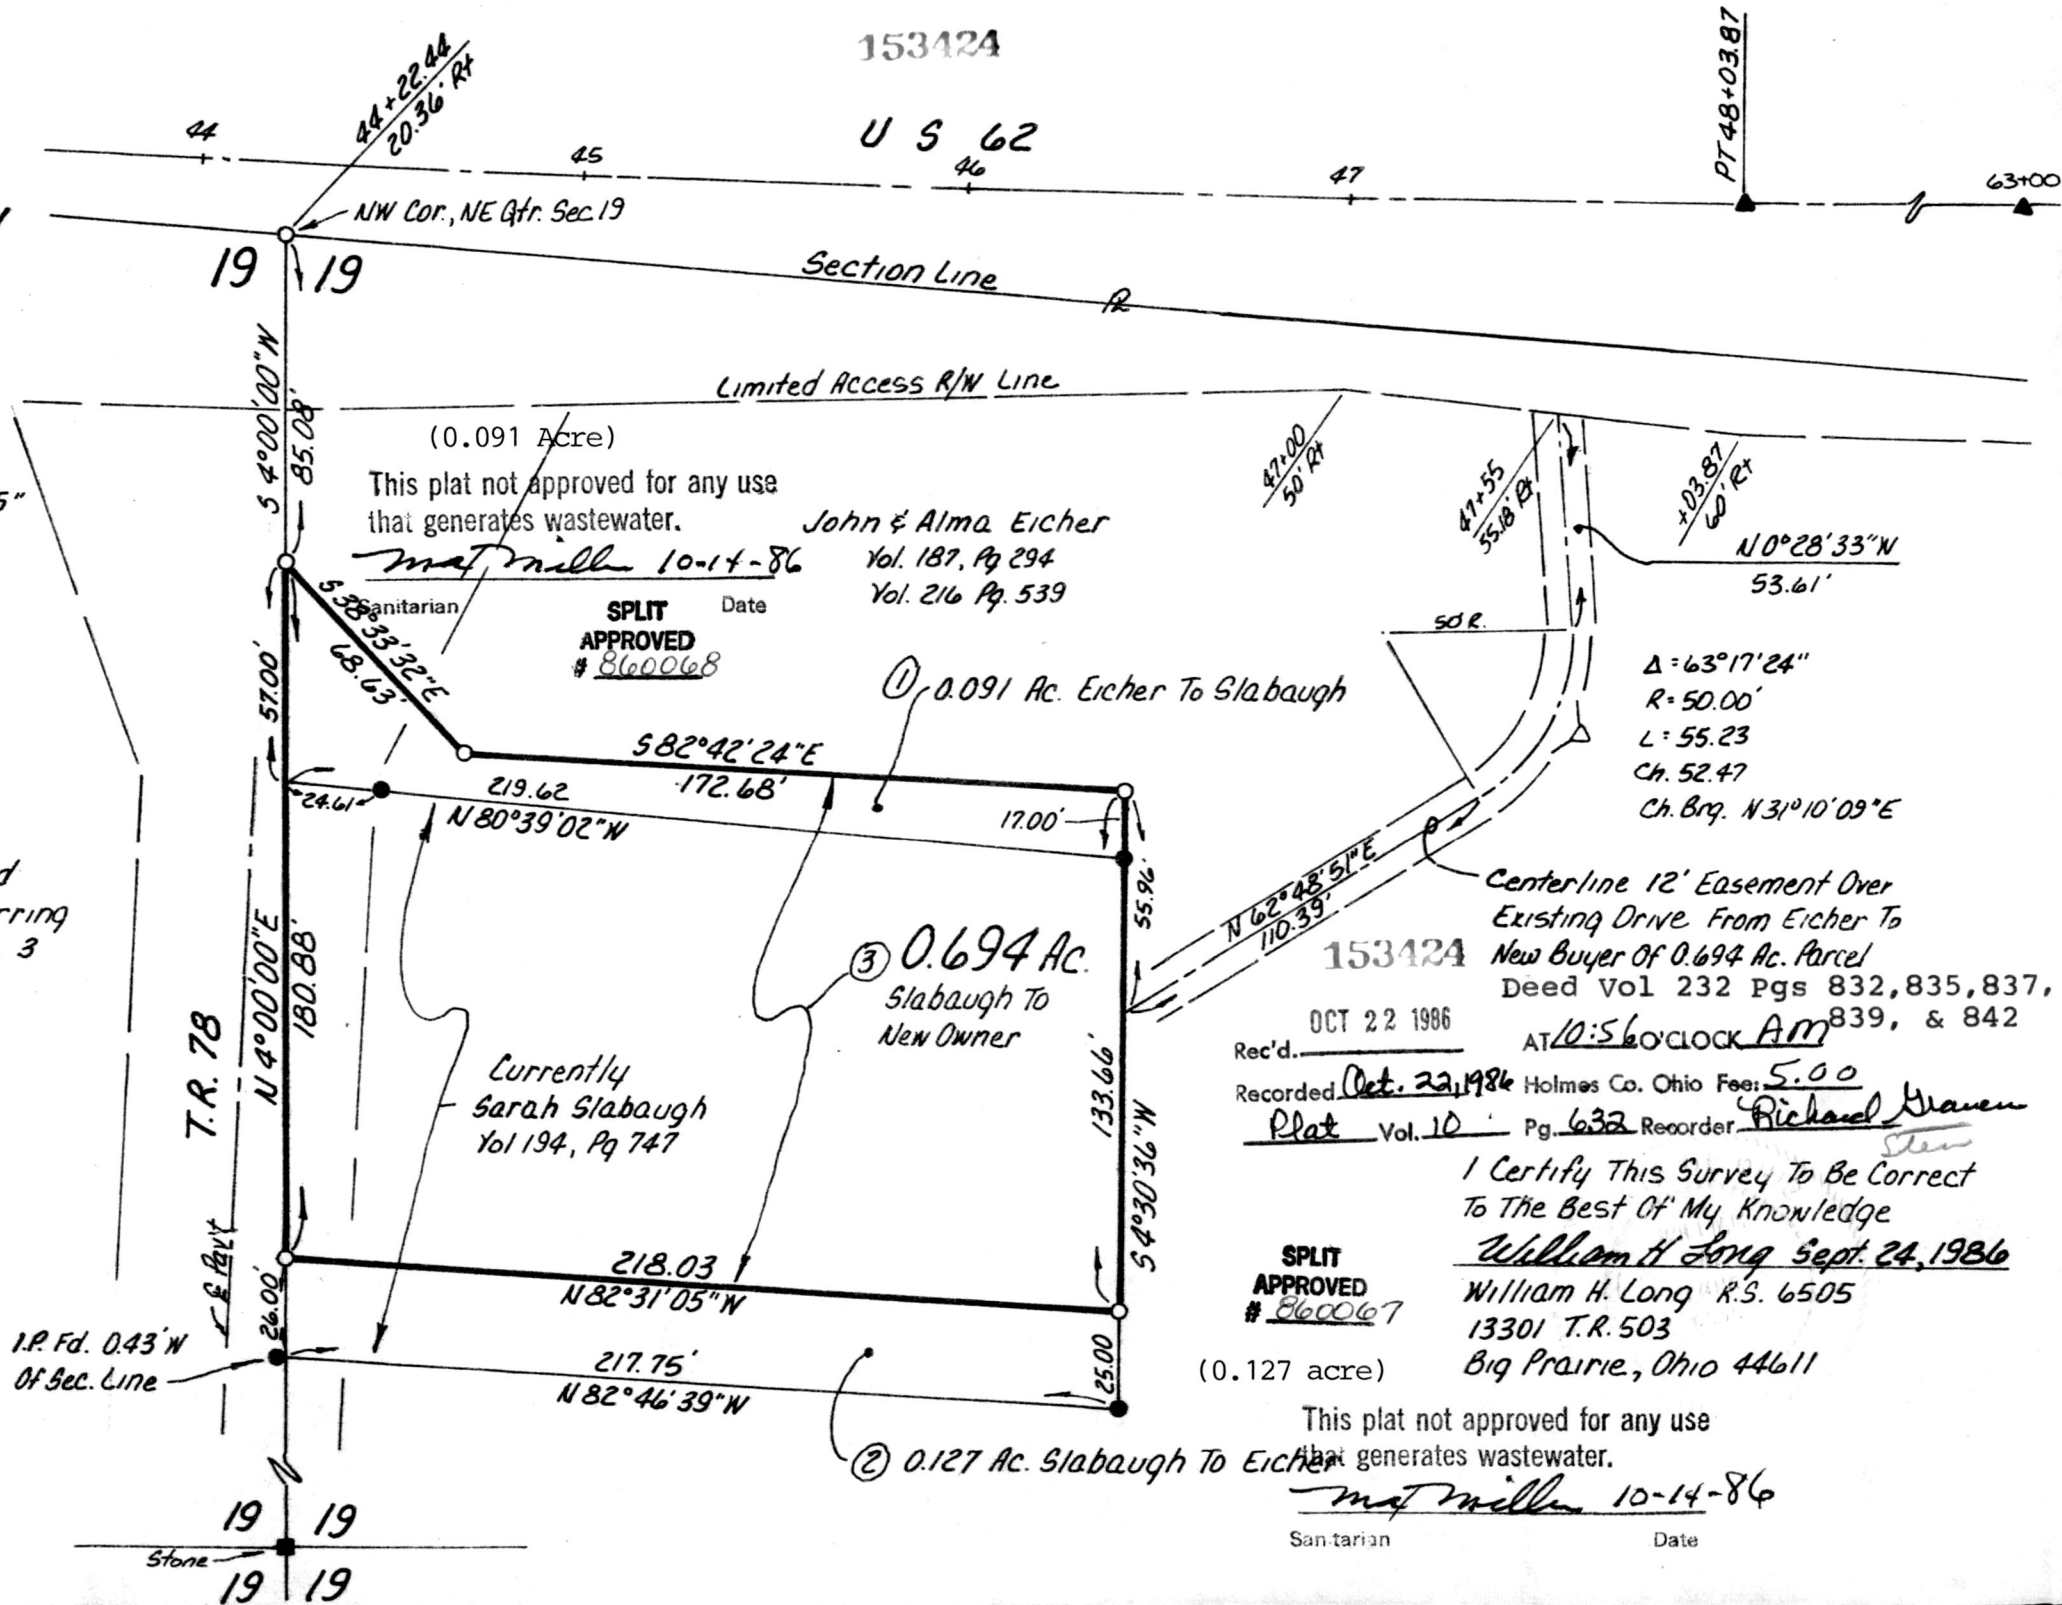 153424
44+22.44
20.36' Rt
PT 48+03.87
U S 62
44
45
46
47
63+00
NW Cor., NE Qtr. Sec 19
19 19
Section Line
PL
S 4°00'00"W
85.08'
Limited Access R/W Line
(0.091 Acre)
This plat not approved for any use
that generates wastewater.
10-14-86
Sanitarian Date
SPLIT
APPROVED
# 860068
John & Alma Eicher
Vol. 187, Pg 294
Vol. 216 Pg. 539
47+00
50' Rt
47+55
55.18' Rt
+03.87
60' Rt
N 0°28'33"W
53.61'
50 R.
Δ = 63°17'24"
R = 50.00'
L = 55.23
Ch. 52.47
Ch. Brg. N 31°10'09"E
5"
S 38°33'32"E
68.63'
57.00'
① 0.091 Ac. Eicher To Slabaugh
S 82°42'24"E
172.68'
24.61
219.62
N 80°39'02"W
17.00'
55.96'
N 62°48'51"E
110.39'
Centerline 12' Easement Over
Existing Drive From Eicher To
New Buyer Of 0.694 Ac. Parcel
d
rring
3
T.R. 78
N 4°00'00"E
180.88'
③ 0.694 Ac.
Slabaugh To
New Owner
Currently
Sarah Slabaugh
Vol 194, Pg 747
133.66'
S 4°30'36"W
153424
Deed Vol 232 Pgs 832,835,837,
839, & 842
Rec'd. OCT 22 1986 AT 10:56 O'CLOCK AM
Recorded Oct. 22, 1986 Holmes Co. Ohio Fee: 5.00
Plat Vol. 10 Pg. 632 Recorder Richard
I Certify This Survey To Be Correct
To The Best Of My Knowledge
William H Long Sept. 24, 1986
William H. Long R.S. 6505
13301 T.R. 503
Big Prairie, Ohio 44611
SPLIT
APPROVED
# 860067
(0.127 acre)
℄ Pav't
26.00'
218.03
N 82°31'05"W
I.P. Fd. 0.43' W
Of Sec. Line
217.75'
N 82°46'39"W
25.00
② 0.127 Ac. Slabaugh To Eicher
This plat not approved for any use
that generates wastewater.
10-14-86
Sanitarian Date
19 19
Stone
19 19